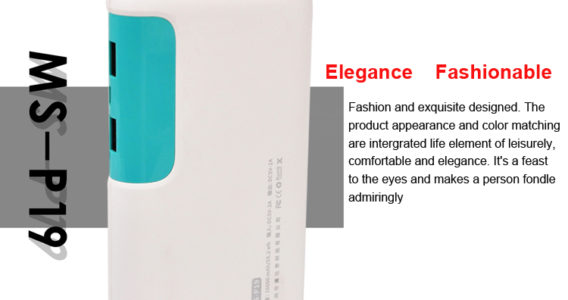 MS-P19
Elegance Fashionable
Fashion and exquisite designed. The
product appearance and color matching
are intergrated life element of leisurely,
comfortable and elegance. It's a feast
to the eyes and makes a person fondle
admiringly